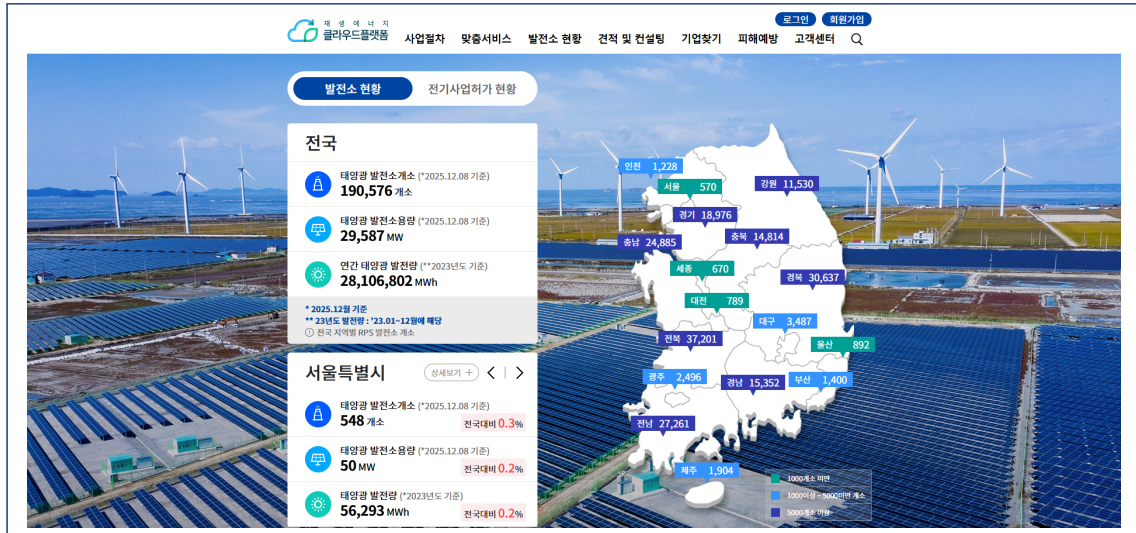 로그인 회원가입
재생에너지
클라우드플랫폼
사업절차 맞춤서비스 발전소 현황 견적 및 컨설팅 기업찾기 피해예방 고객센터
발전소 현황 전기사업허가 현황
전국
태양광 발전소개소 (*2025.12.08 기준)
190,576 개소
태양광 발전소용량 (*2025.12.08 기준)
29,587 MW
연간 태양광 발전량 (**2023년도 기준)
28,106,802 MWh
* 2025.12월 기준
** 23년도 발전량 : '23.01~12월에 해당
전국 지역별 RPS 발전소 개소
서울특별시 상세보기 +
태양광 발전소개소 (*2025.12.08 기준)
548 개소 전국대비 0.3%
태양광 발전소용량 (*2025.12.08 기준)
50 MW 전국대비 0.2%
태양광 발전량 (*2023년도 기준)
56,293 MWh 전국대비 0.2%
인천 1,228
서울 570
강원 11,530
경기 18,976
충남 24,885
충북 14,814
세종 670
경북 30,637
대전 789
대구 3,487
전북 37,201
울산 892
광주 2,496
경남 15,352
부산 1,400
전남 27,261
제주 1,904
1000개소 미만
1000이상 ~ 5000미만 개소
5000개소 이상